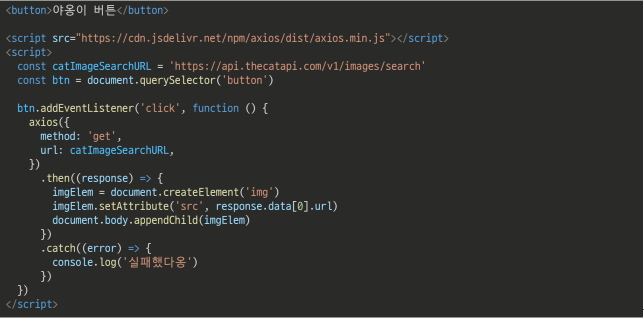 <button>야옹이 버튼</button>

<script src="https://cdn.jsdelivr.net/npm/axios/dist/axios.min.js"></script>
<script>
  const catImageSearchURL = 'https://api.thecatapi.com/v1/images/search'
  const btn = document.querySelector('button')

  btn.addEventListener('click', function () {
    axios({
      method: 'get',
      url: catImageSearchURL,
    })
      .then((response) => {
        imgElem = document.createElement('img')
        imgElem.setAttribute('src', response.data[0].url)
        document.body.appendChild(imgElem)
      })
      .catch((error) => {
        console.log('실패했다옹')
      })
  })
</script>